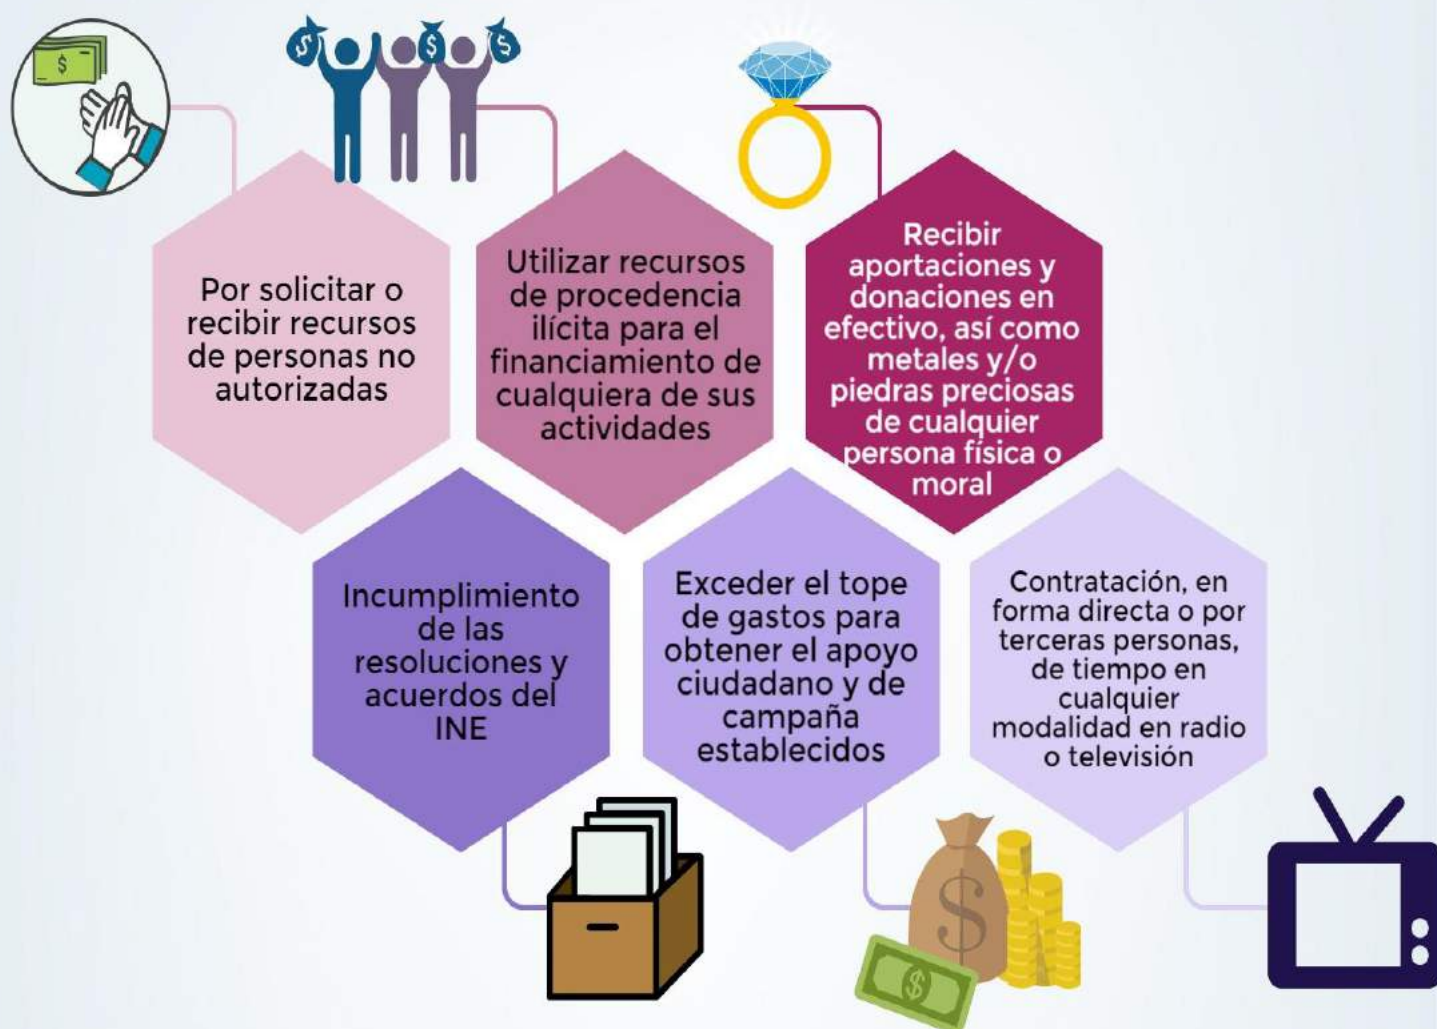 Por solicitar o
recibir recursos
de personas no
autorizadas
Utilizar recursos
de procedencia
ilícita para el
financiamiento de
cualquiera de sus
actividades
Recibir
aportaciones y
donaciones en
efectivo, así como
metales y/o
piedras preciosas
de cualquier
persona física o
moral
Incumplimiento
de las
resoluciones y
acuerdos del
INE
Exceder el tope
de gastos para
obtener el apoyo
ciudadano y de
campaña
establecidos
Contratación, en
forma directa o por
terceras personas,
de tiempo en
cualquier
modalidad en radio
o televisión